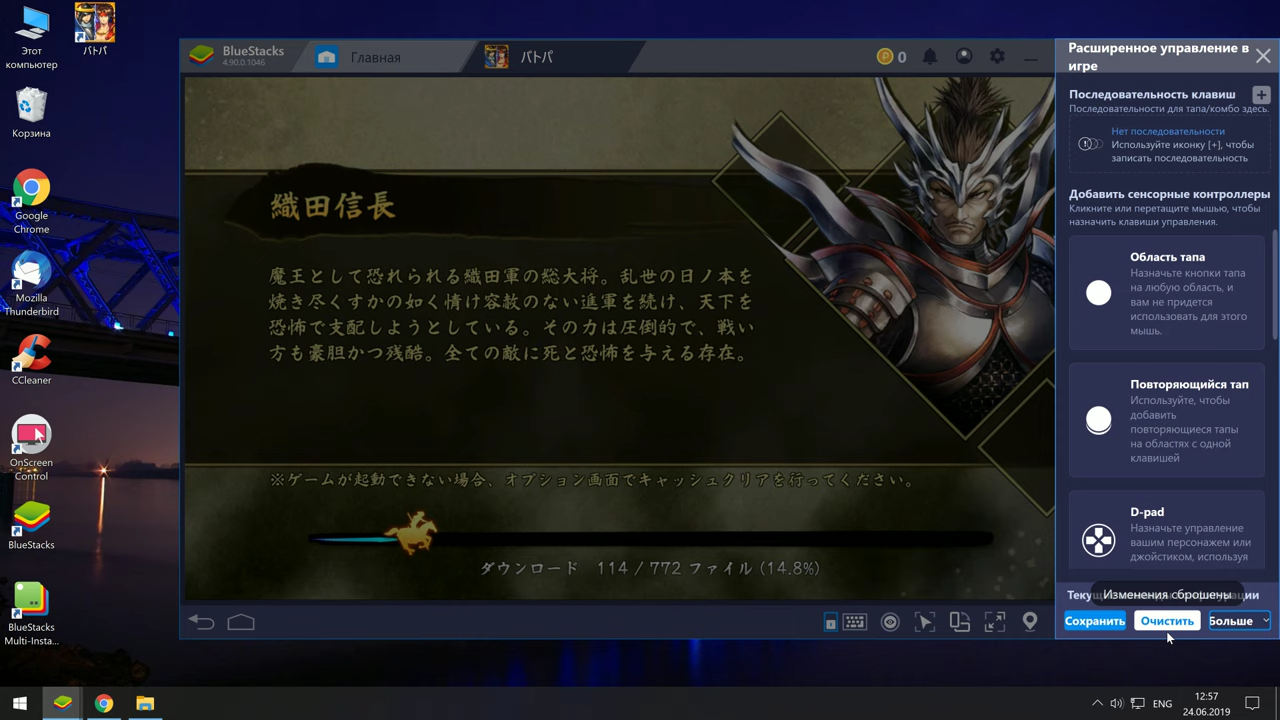 Этот
компьютер
バトパ
Корзина
Google
Chrome
Mozilla
Thunderbird
CCleaner
OnScreen
Control
BlueStacks
BlueStacks
Multi-Insta...
BlueStacks
4.90.0.1046
Главная
バトパ
0
織田信長
魔王として恐れられる織田軍の総大将。乱世の日ノ本を
焼き尽くすかの如く情け容赦のない進軍を続け、天下を
恐怖で支配しようとしている。その力は圧倒的で、戦い
方も豪胆かつ残酷。全ての敵に死と恐怖を与える存在。
※ゲームが起動できない場合、オプション画面でキャッシュクリアを行ってください。
ダウンロード 114 / 772 ファイル (14.8%)
Расширенное управление в
игре
Последовательность клавиш
Последовательности для тапа/комбо здесь.
Нет последовательности
Используйте иконку [+], чтобы
записать последовательность
Добавить сенсорные контроллеры
Кликните или перетащите мышью, чтобы
назначить клавиши управления.
Область тапа
Назначьте кнопки тапа
на любую область, и
вам не придется
использовать для этого
мышь.
Повторяющийся тап
Используйте, чтобы
добавить
повторяющиеся тапы
на областях с одной
клавишей
D-pad
Назначьте управление
вашим персонажем или
джойстиком, используя
Изменения сброшены
Сохранить
Очистить
Больше
ENG
12:57
24.06.2019